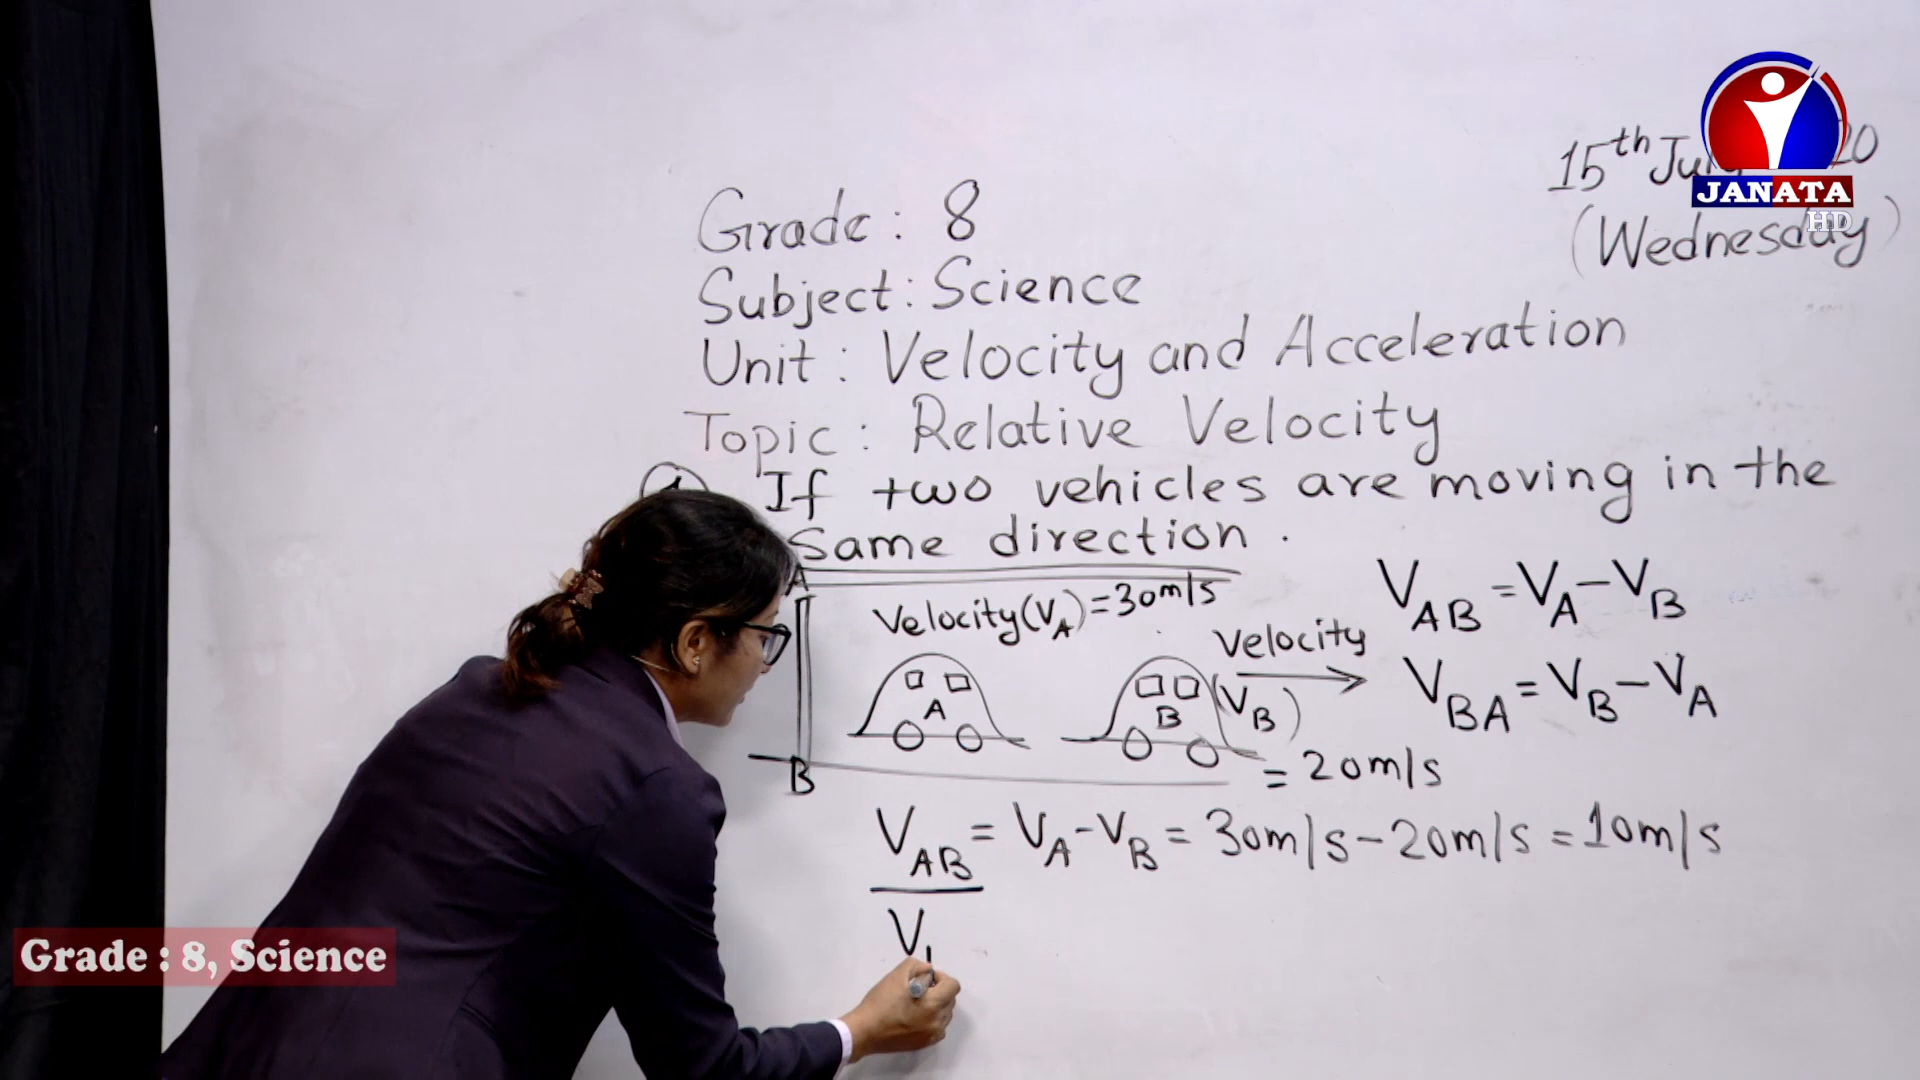 JANATA
HD
15th
(Wednesday)
Grade : 8
Subject : Science
Unit : Velocity and Acceleration
Topic : Relative Velocity
If two vehicles are moving in the
Same direction .
A
Velocity (VA) = 30m/s
VAB = VA - VB
Velocity
A
B
(VB)
VBA = VB - VA
B
= 20m/s
VAB = VA - VB = 30m/s - 20m/s = 10m/s
V
Grade : 8, Science